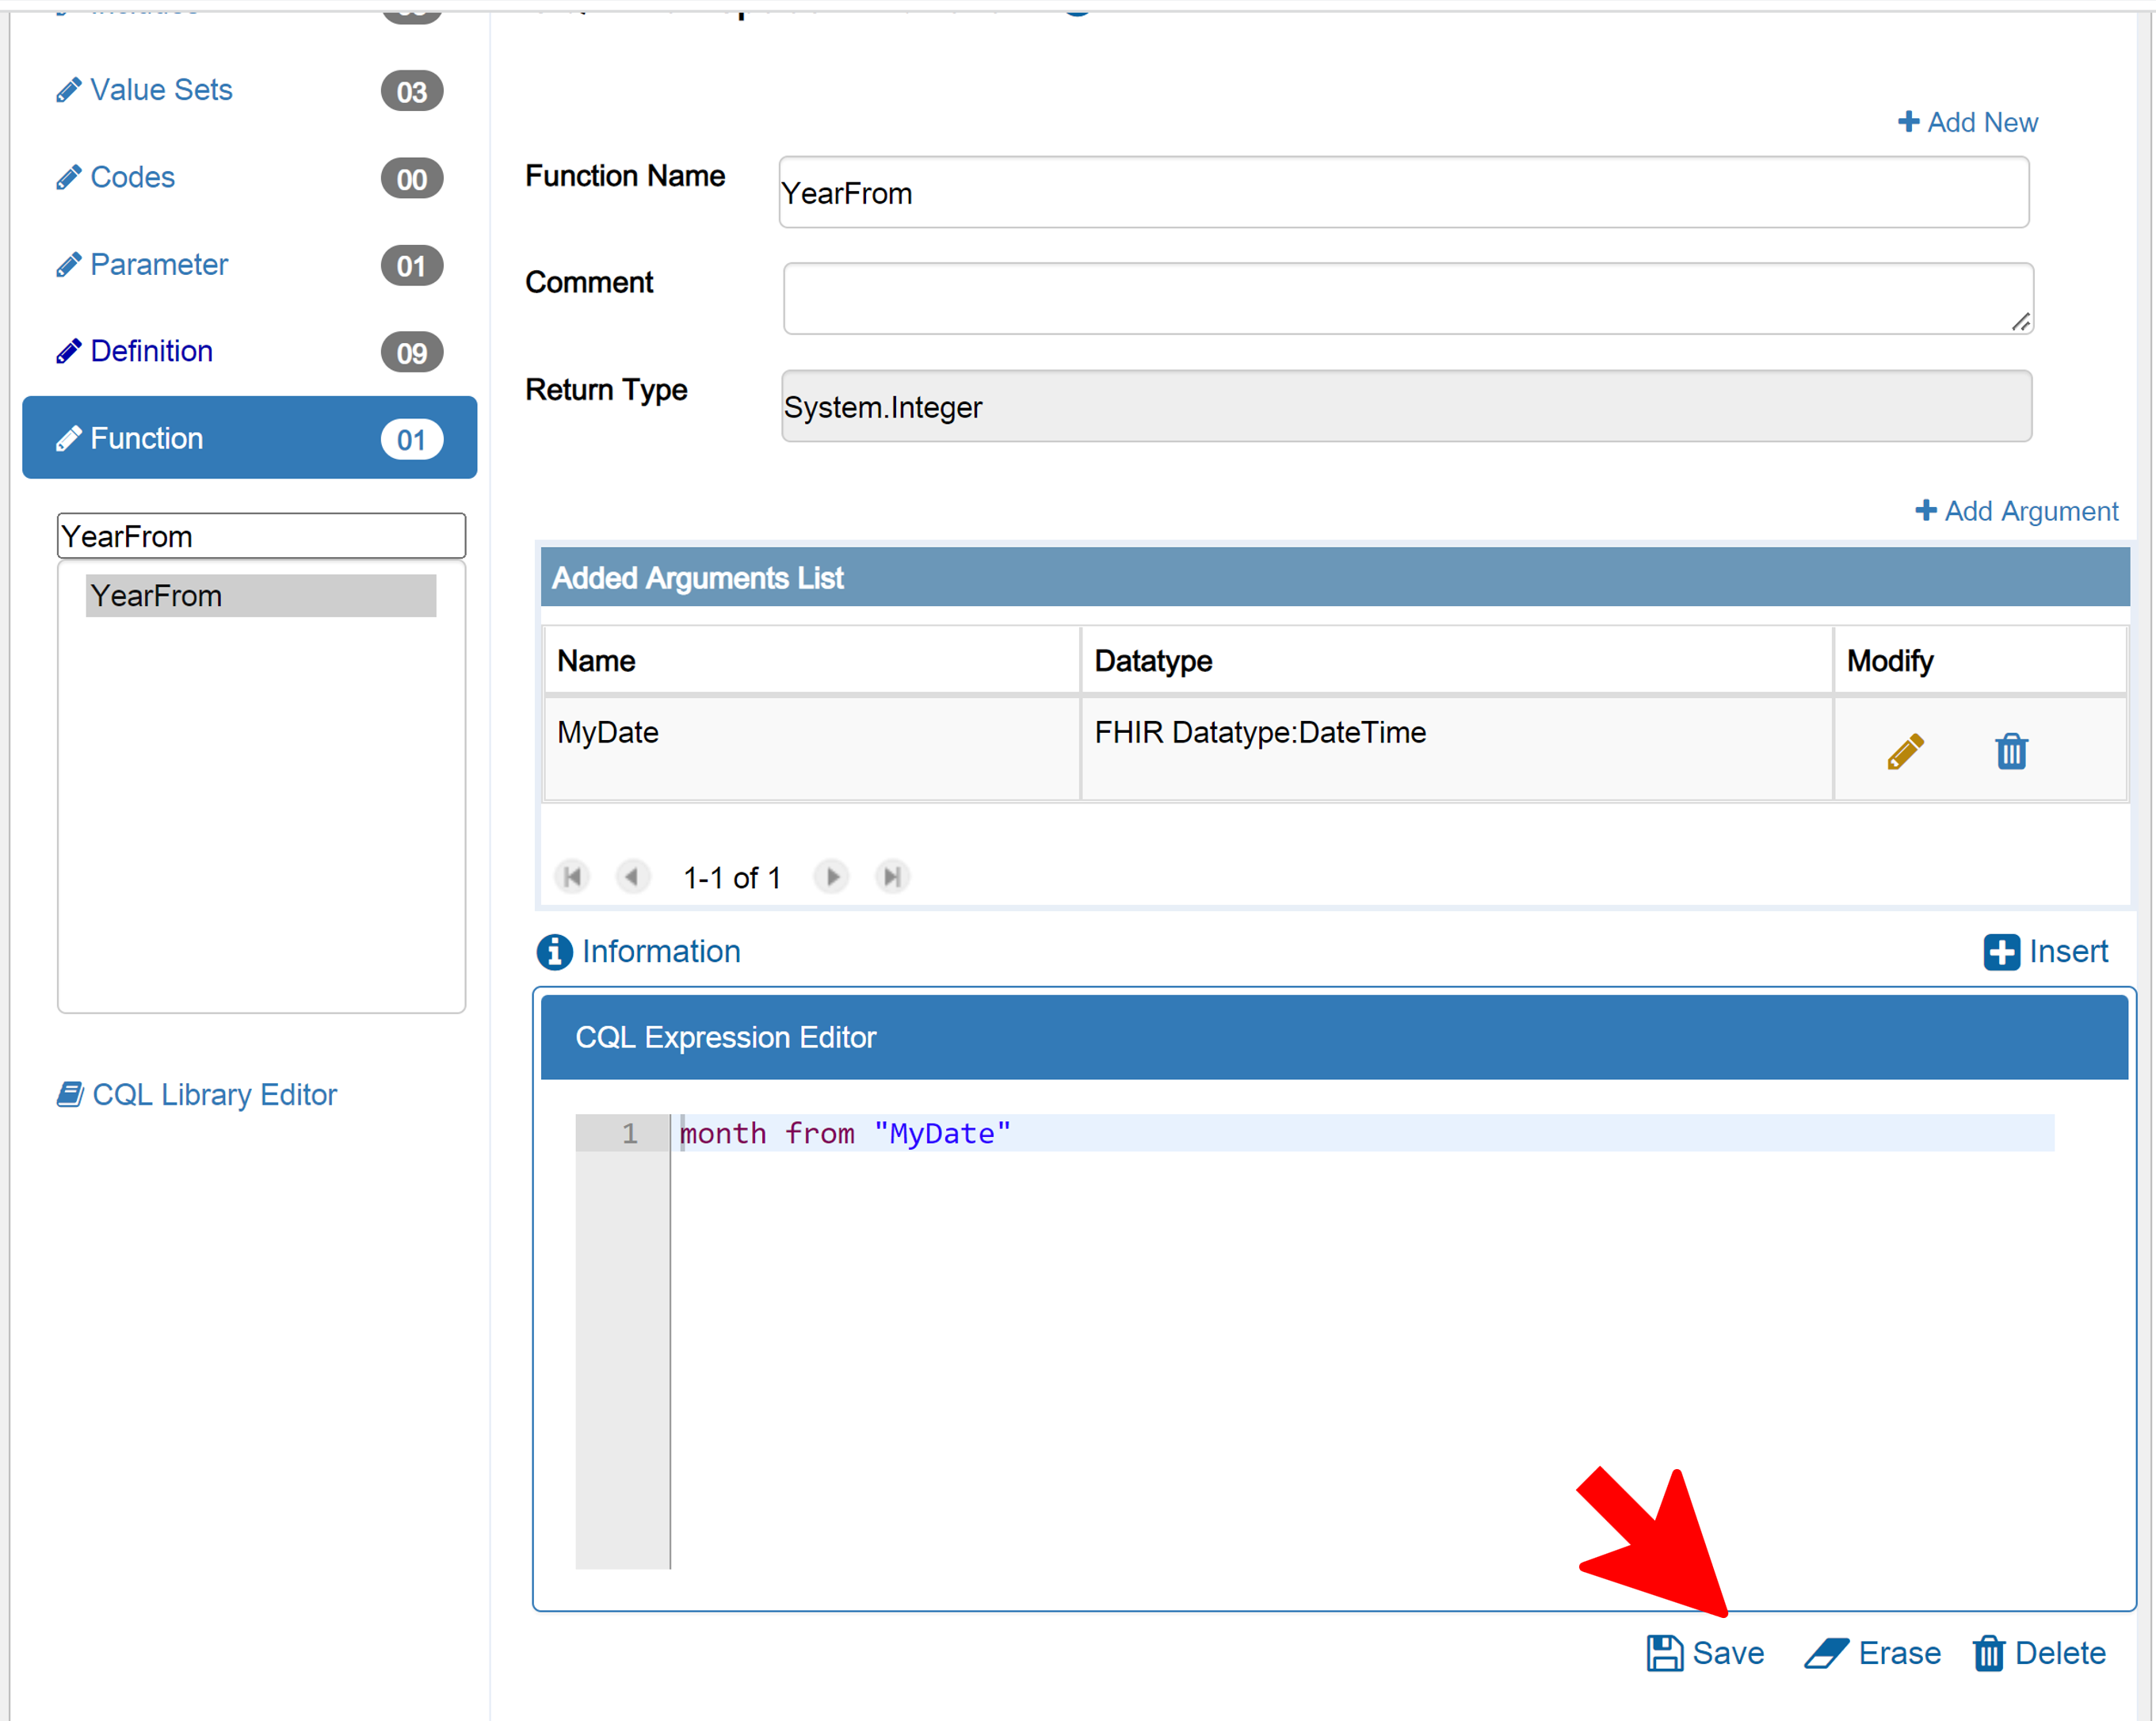 Value Sets 03
Codes 00
Parameter 01
Definition 09
Function 01
YearFrom
YearFrom
CQL Library Editor
+ Add New
Function Name YearFrom
Comment
Return Type System.Integer
+ Add Argument
Added Arguments List
Name Datatype Modify
MyDate FHIR Datatype:DateTime
1-1 of 1
Information Insert
CQL Expression Editor
1 month from "MyDate"
Save Erase Delete